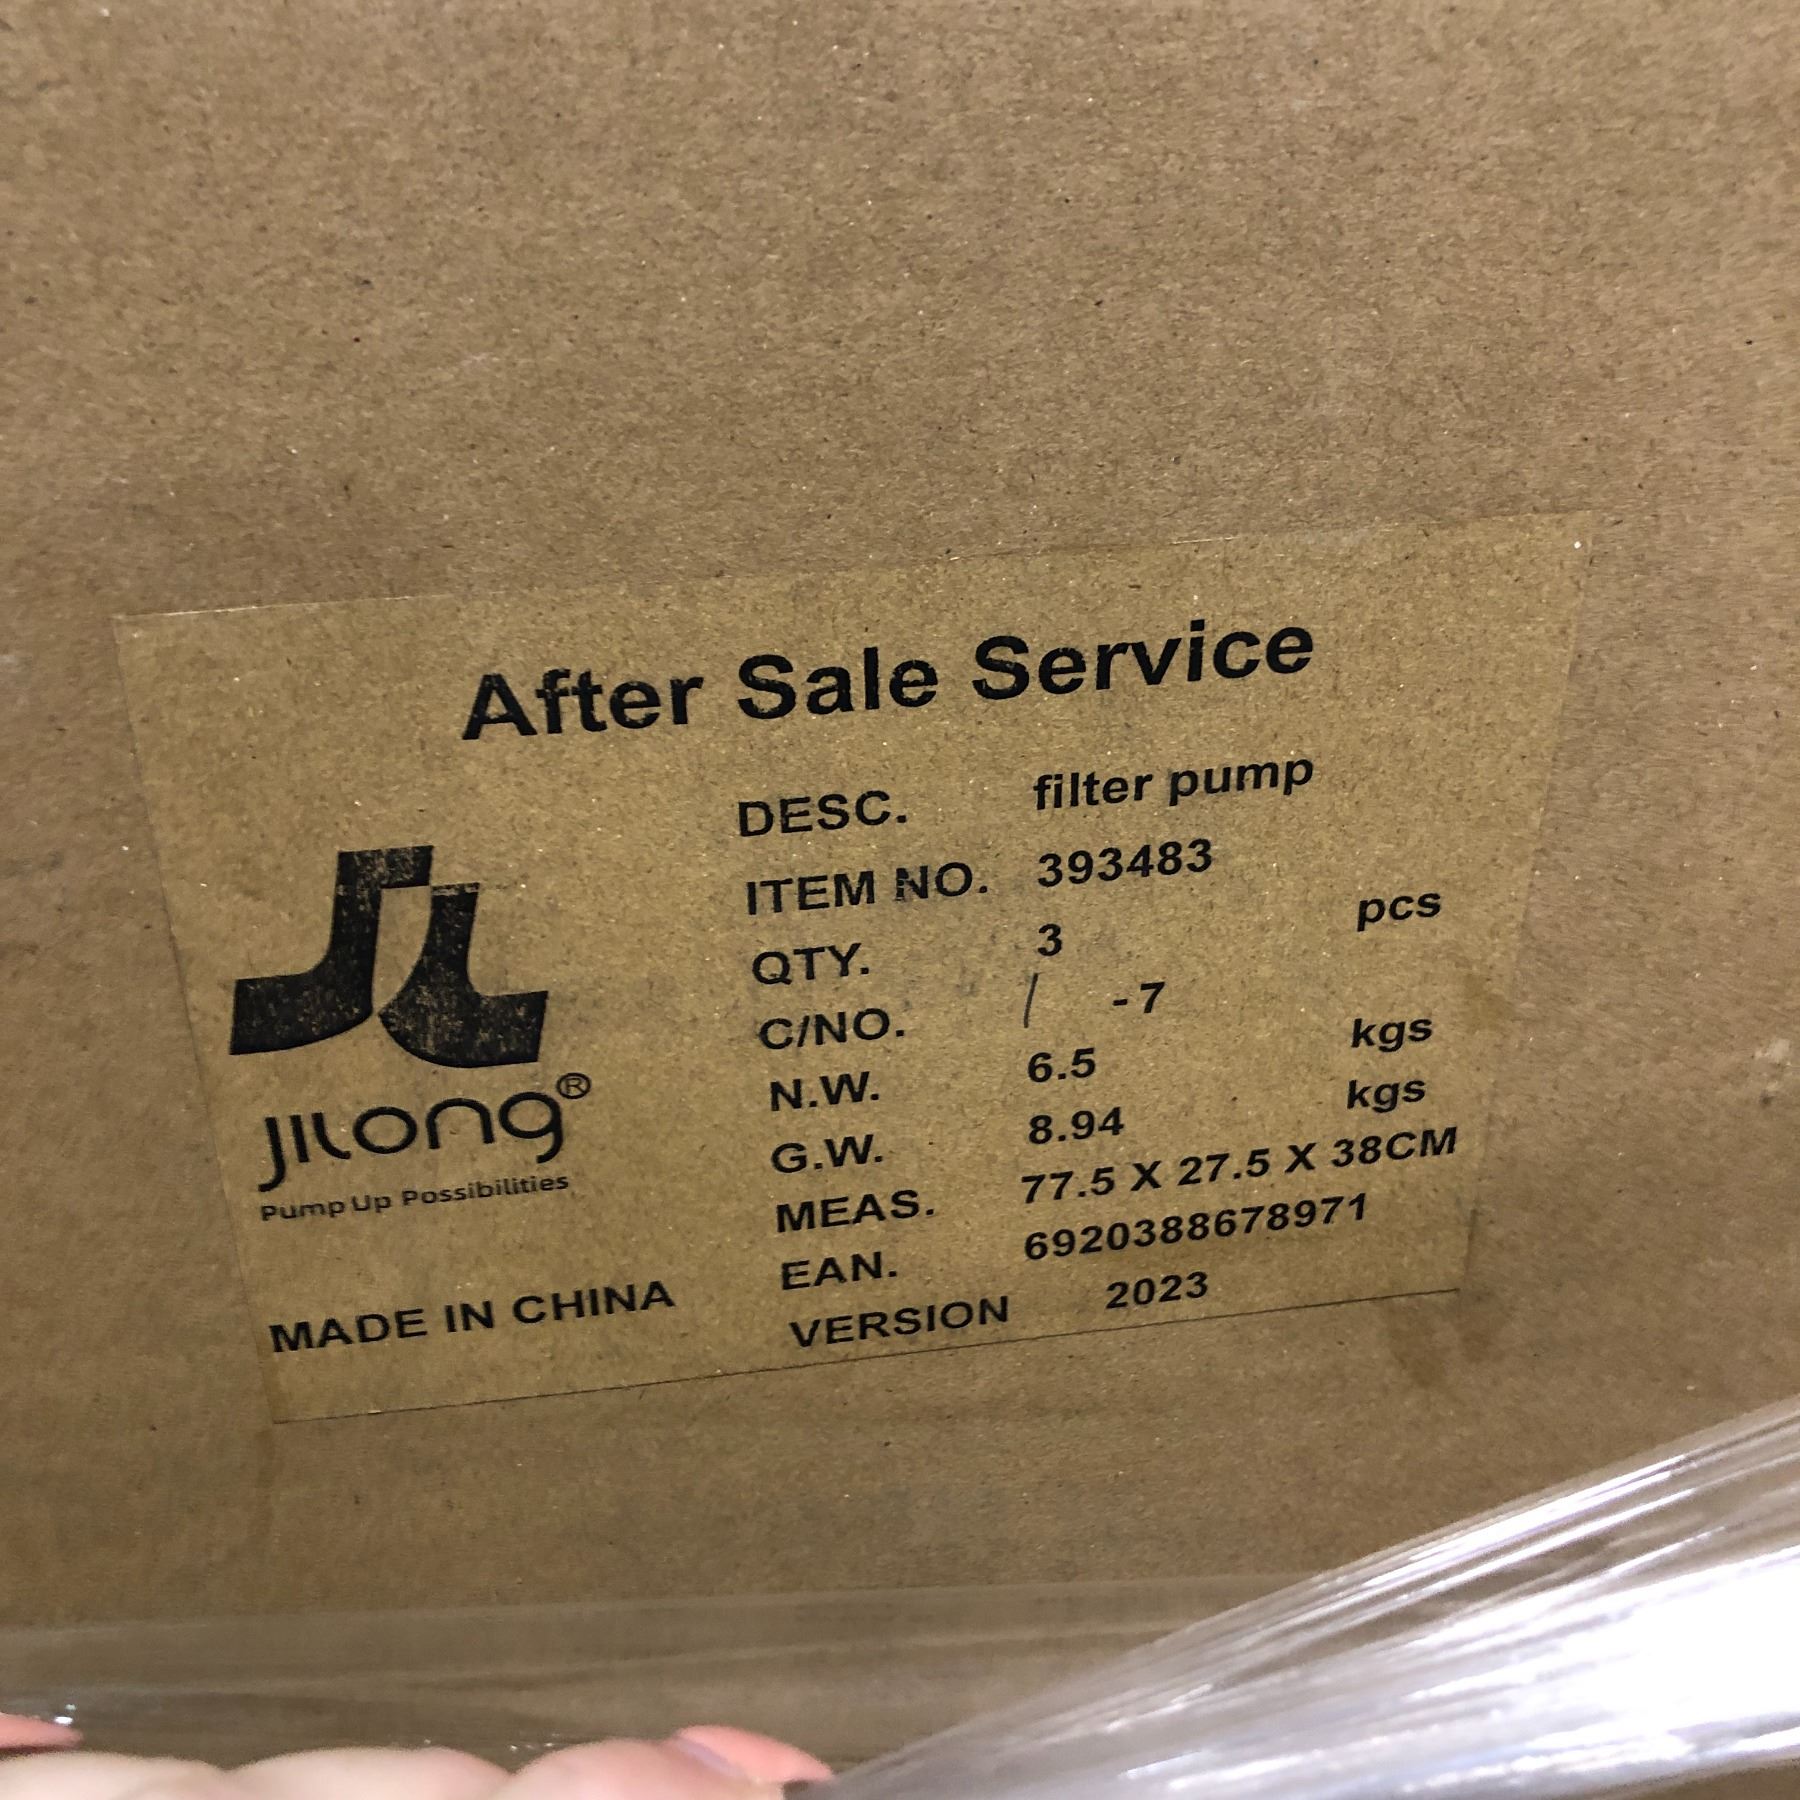 After Sale Service
DESC. filter pump
ITEM NO. 393483
QTY. 3 pcs
C/NO. / -7
N.W. 6.5 kgs
G.W. 8.94 kgs
MEAS. 77.5 X 27.5 X 38CM
EAN. 6920388678971
VERSION 2023
JL
JILONG®
Pump Up Possibilities
MADE IN CHINA